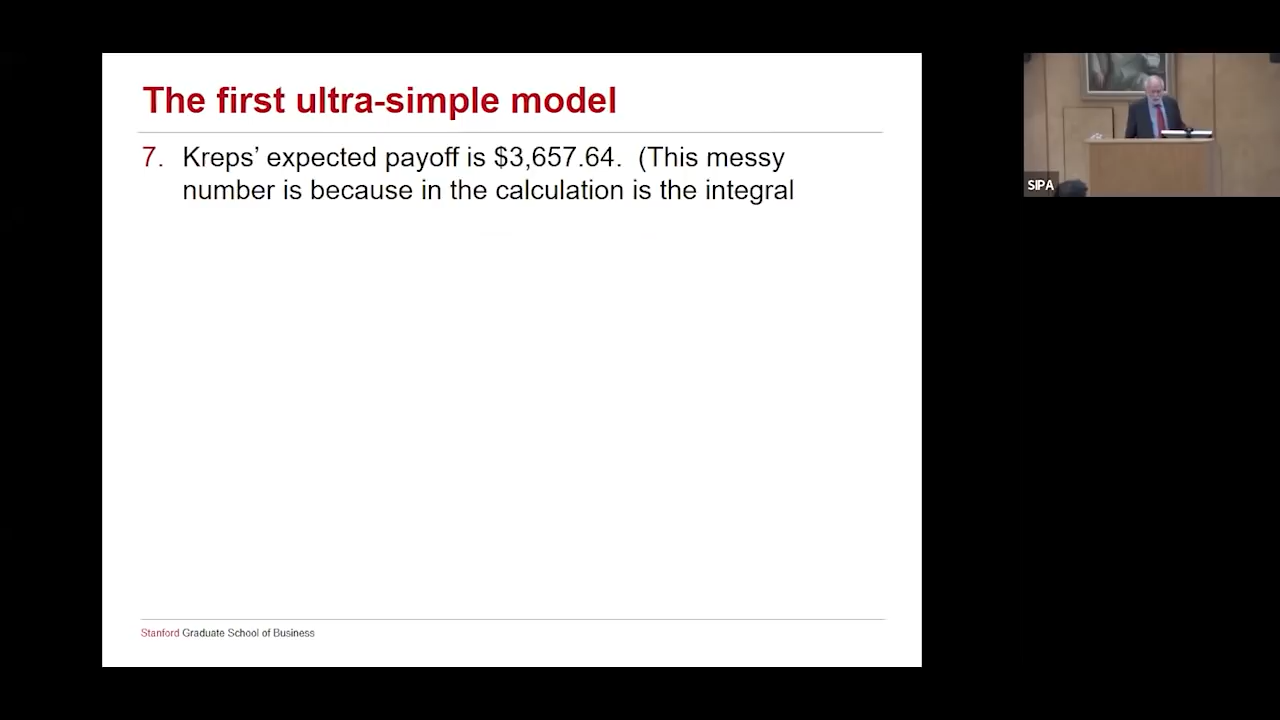 The first ultra-simple model
7. Kreps’ expected payoff is $3,657.64. (This messy
number is because in the calculation is the integral
Stanford Graduate School of Business
SIPA